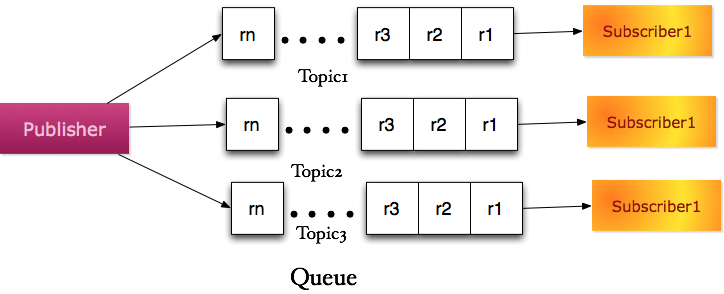 rn
r3
r2
r1
Subscriber1
Topic1
Publisher
rn
r3
r2
r1
Subscriber1
Topic2
rn
r3
r2
r1
Subscriber1
Topic3
Queue